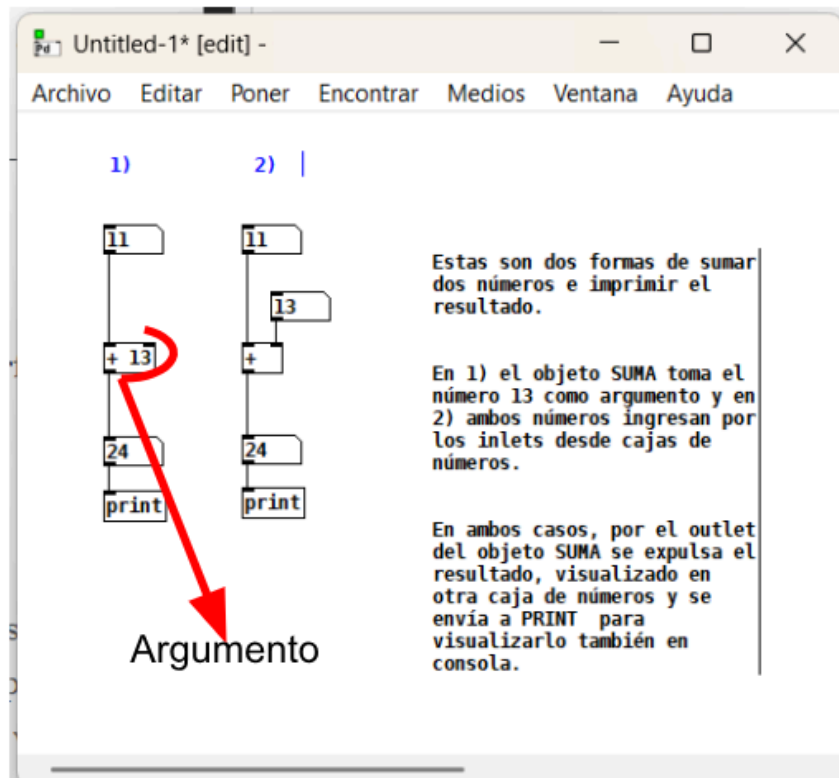 Untitled-1* [edit] -
Archivo Editar Poner Encontrar Medios Ventana Ayuda
1) 2)
11 11
13
+ 13 +
24 24
print print
Argumento
Estas son dos formas de sumar
dos números e imprimir el
resultado.
En 1) el objeto SUMA toma el
número 13 como argumento y en
2) ambos números ingresan por
los inlets desde cajas de
números.
En ambos casos, por el outlet
del objeto SUMA se expulsa el
resultado, visualizado en
otra caja de números y se
envía a PRINT para
visualizarlo también en
consola.